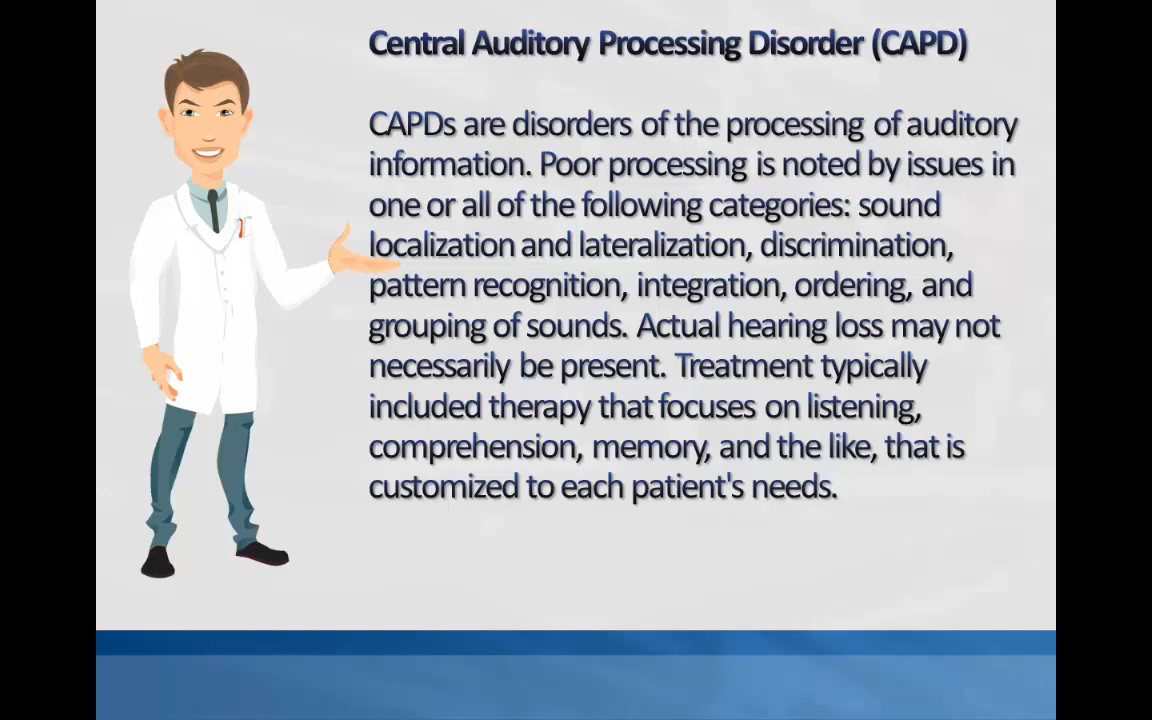 Central Auditory Processing Disorder (CAPD)
CAPDs are disorders of the processing of auditory
information. Poor processing is noted by issues in
one or all of the following categories: sound
localization and lateralization, discrimination,
pattern recognition, integration, ordering, and
grouping of sounds. Actual hearing loss may not
necessarily be present. Treatment typically
included therapy that focuses on listening,
comprehension, memory, and the like, that is
customized to each patient's needs.